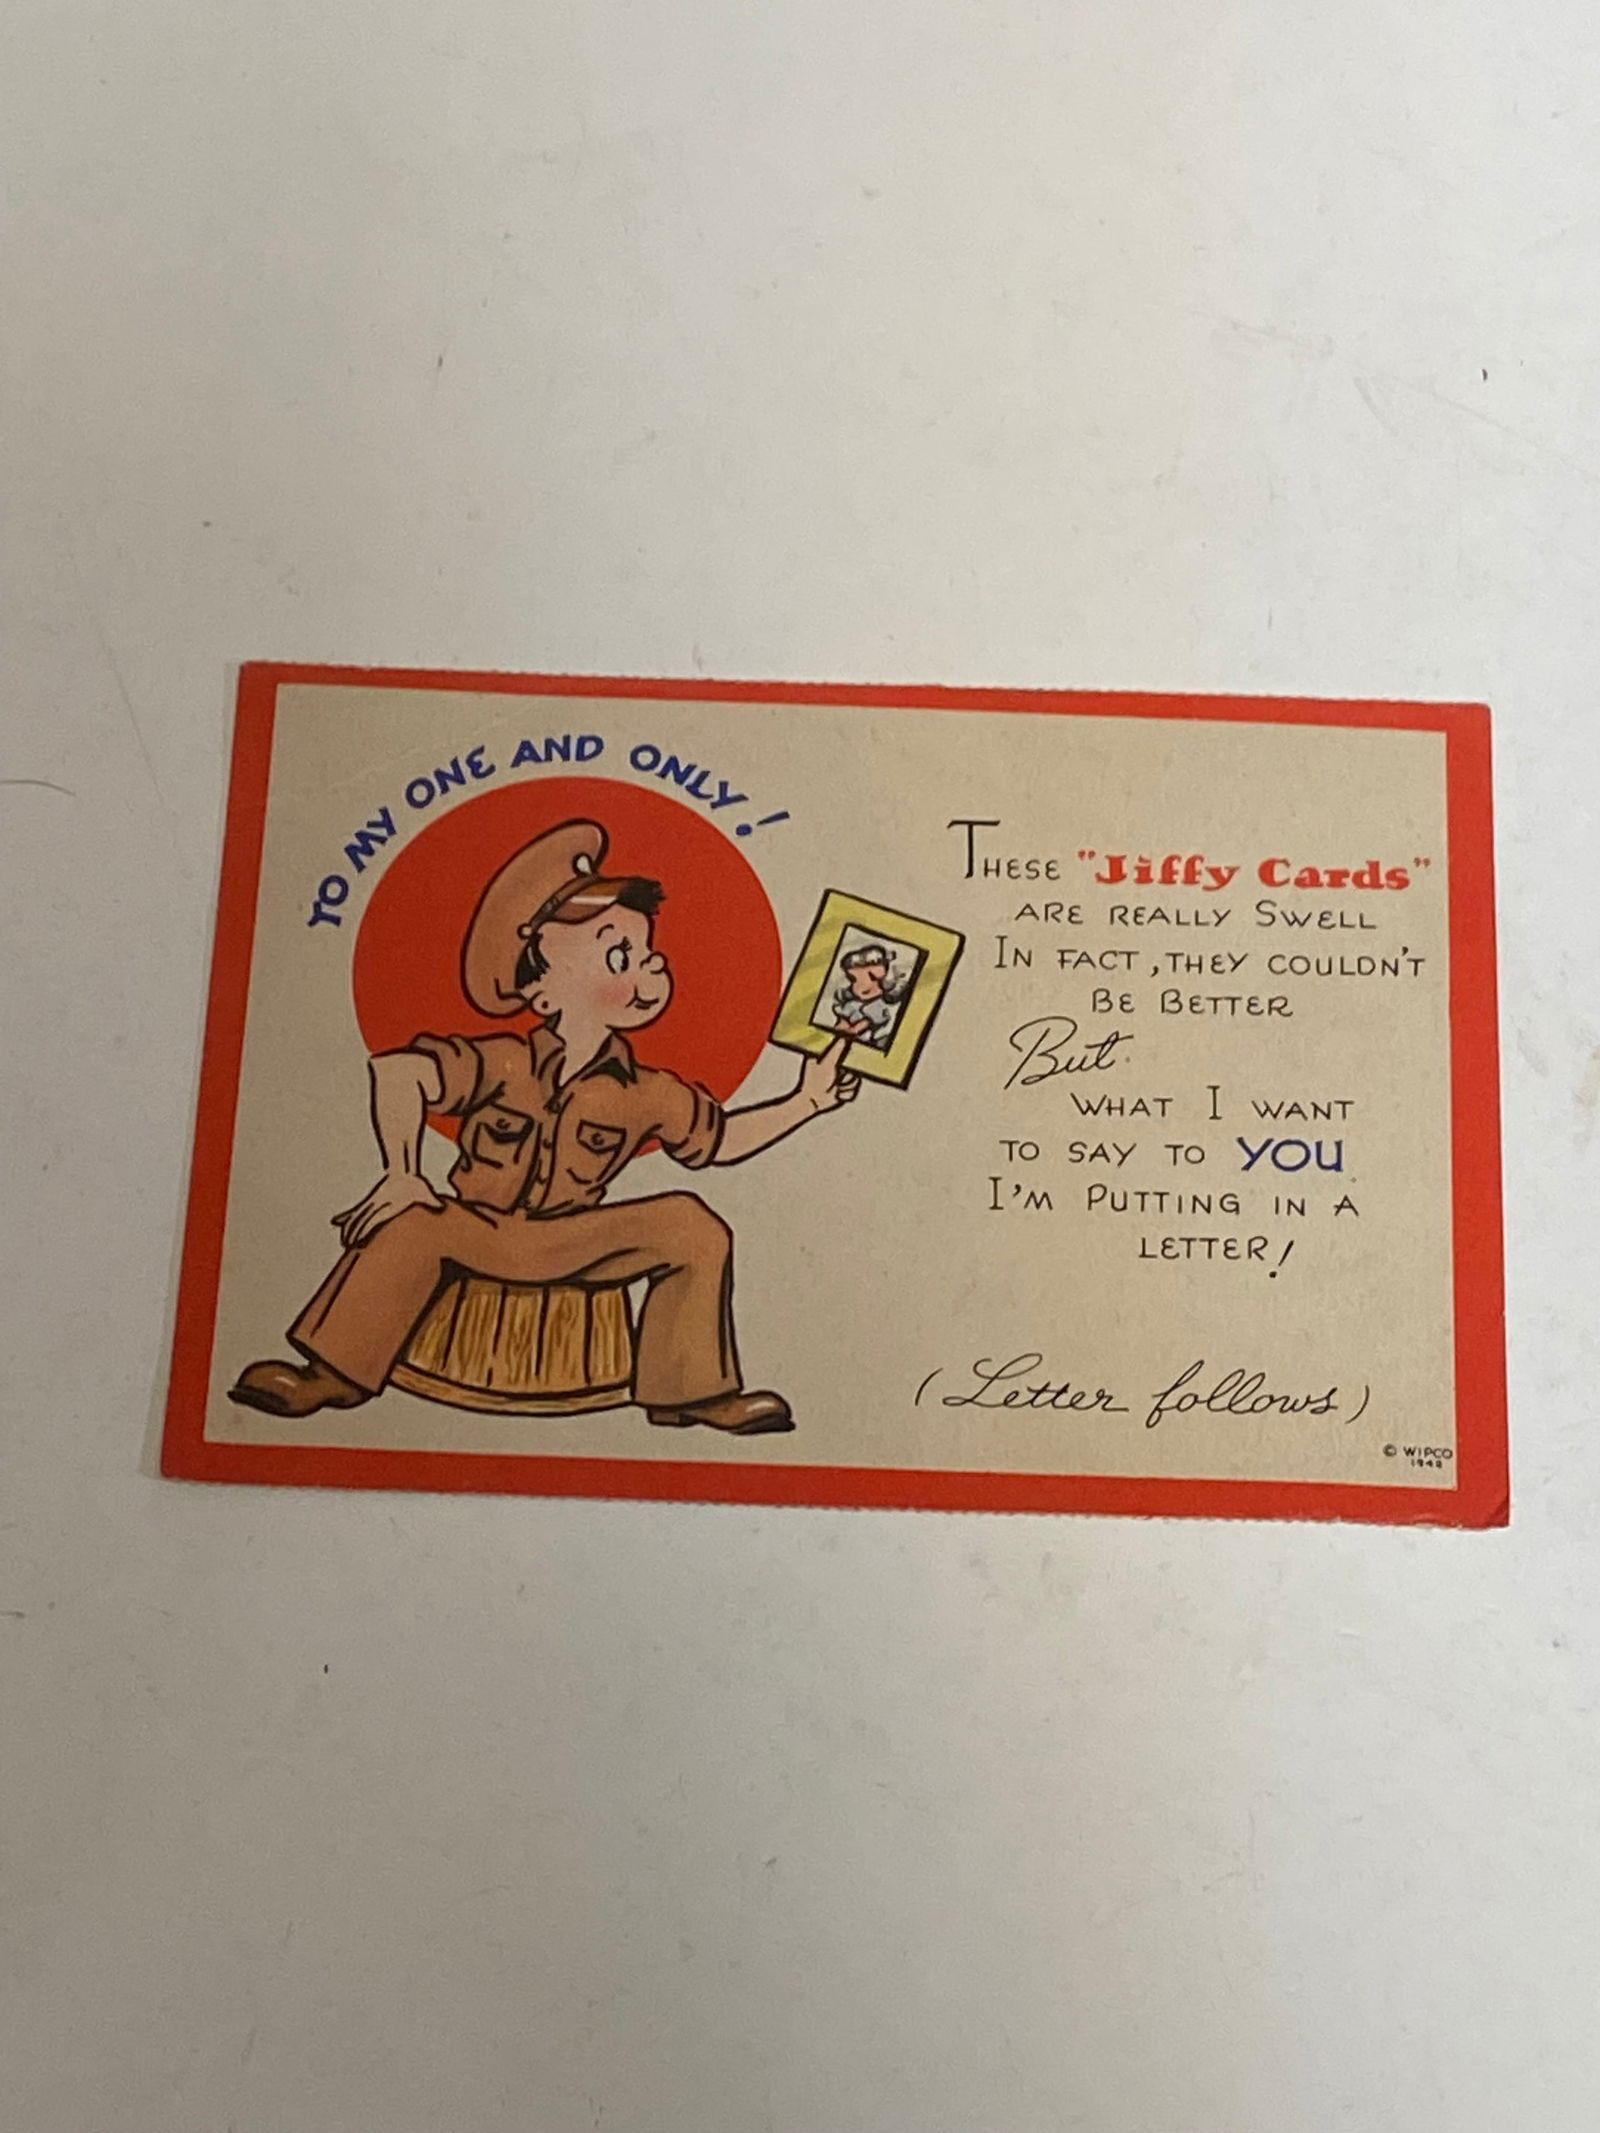 TO MY ONE AND ONLY!
THESE "Jiffy Cards"
ARE REALLY SWELL
IN FACT, THEY COULDN'T
BE BETTER
But
WHAT I WANT
TO SAY TO YOU
I'M PUTTING IN A
LETTER!
(Letter follows)
© WIPCO